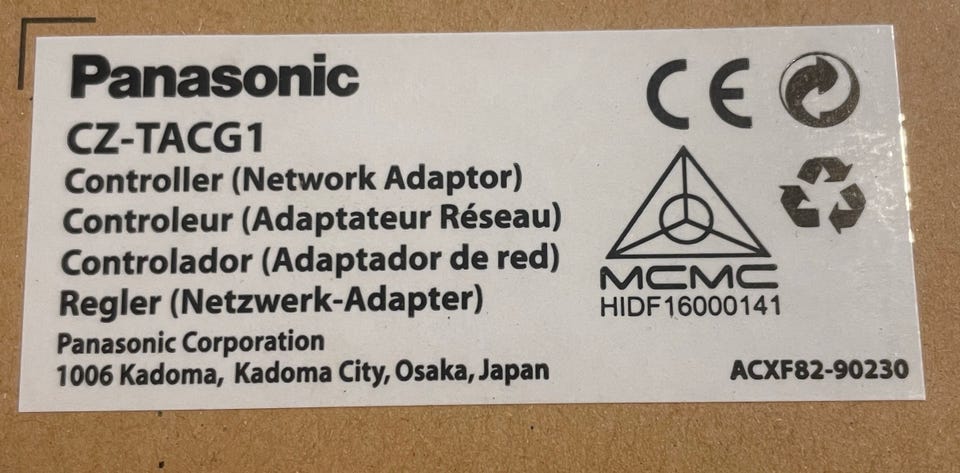 Panasonic
CZ-TACG1
Controller (Network Adaptor)
Controleur (Adaptateur Réseau)
Controlador (Adaptador de red)
Regler (Netzwerk-Adapter)
Panasonic Corporation
1006 Kadoma, Kadoma City, Osaka, Japan
CE
MCMC
HIDF16000141
ACXF82-90230